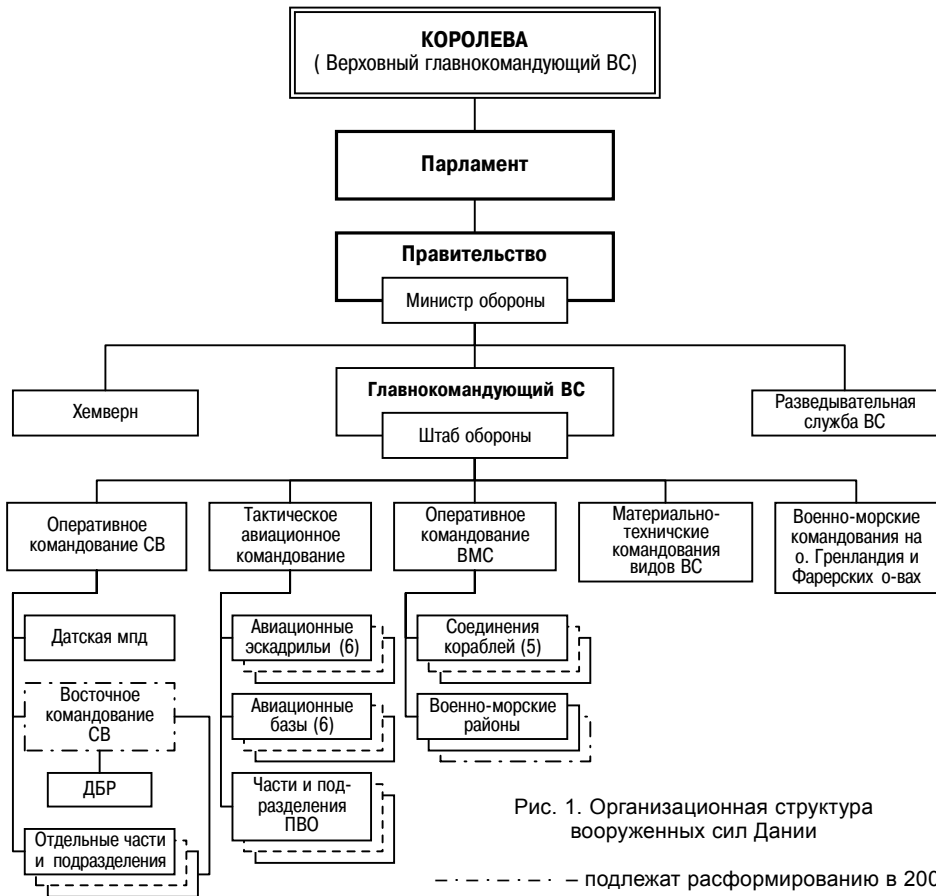 КОРОЛЕВА
( Верховный главнокомандующий ВС)
Парламент
Правительство
Министр обороны
Хемверн
Главнокомандующий ВС
Штаб обороны
Разведывательная
служба ВС
Оперативное
командование СВ
Тактическое
авиационное
командование
Оперативное
командование
ВМС
Материально-
техничские
командования
видов ВС
Военно-морские
командования на
о. Гренландия и
Фарерских о-вах
Датская мпд
Восточное
командование
СВ
ДБР
Отдельные части
и подразделения
Авиационные
эскадрильи (6)
Авиационные
базы (6)
Части и под-
разделения
ПВО
Соединения
кораблей (5)
Военно-морские
районы
Рис. 1. Организационная структура
вооруженных сил Дании
– подлежат расформированию в 200